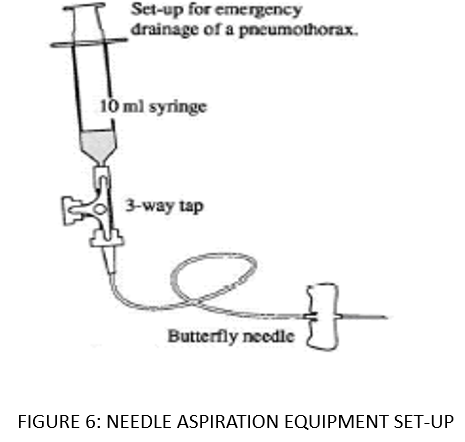 Set-up for emergency
drainage of a pneumothorax.
10 ml syringe
3-way tap
Butterfly needle
FIGURE 6: NEEDLE ASPIRATION EQUIPMENT SET-UP